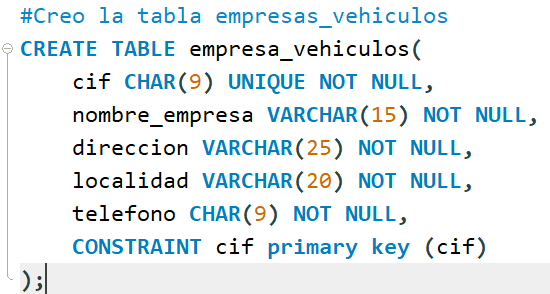 #Creo la tabla empresas_vehiculos
CREATE TABLE empresa_vehiculos(
cif CHAR(9) UNIQUE NOT NULL,
nombre_empresa VARCHAR(15) NOT NULL,
direccion VARCHAR(25) NOT NULL,
localidad VARCHAR(20) NOT NULL,
telefono CHAR(9) NOT NULL,
CONSTRAINT cif primary key (cif)
);